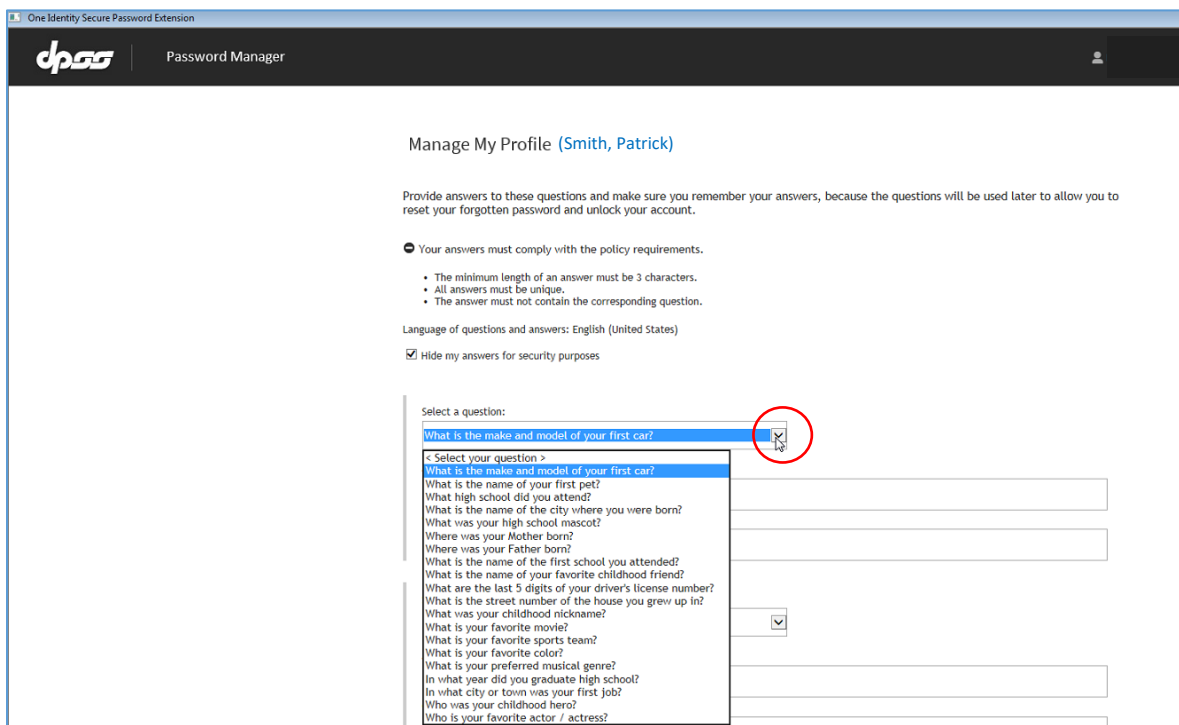 One Identity Secure Password Extension
dpss
Password Manager
Manage My Profile (Smith, Patrick)
Provide answers to these questions and make sure you remember your answers, because the questions will be used later to allow you to
reset your forgotten password and unlock your account.
Your answers must comply with the policy requirements.
• The minimum length of an answer must be 3 characters.
• All answers must be unique.
• The answer must not contain the corresponding question.
Language of questions and answers: English (United States)
Hide my answers for security purposes
Select a question:
What is the make and model of your first car?
< Select your question >
What is the make and model of your first car?
What is the name of your first pet?
What high school did you attend?
What is the name of the city where you were born?
What was your high school mascot?
Where was your Mother born?
Where was your Father born?
What is the name of the first school you attended?
What is the name of your favorite childhood friend?
What are the last 5 digits of your driver's license number?
What is the street number of the house you grew up in?
What was your childhood nickname?
What is your favorite movie?
What is your favorite sports team?
What is your favorite color?
What is your preferred musical genre?
In what year did you graduate high school?
In what city or town was your first job?
Who was your childhood hero?
Who is your favorite actor / actress?